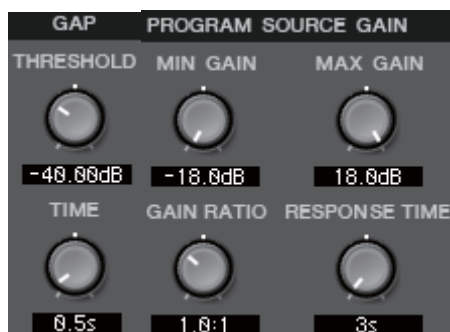 GAP PROGRAM SOURCE GAIN
THRESHOLD MIN GAIN MAX GAIN
-40.00dB -18.0dB 18.0dB
TIME GAIN RATIO RESPONSE TIME
0.5s 1.0:1 3s